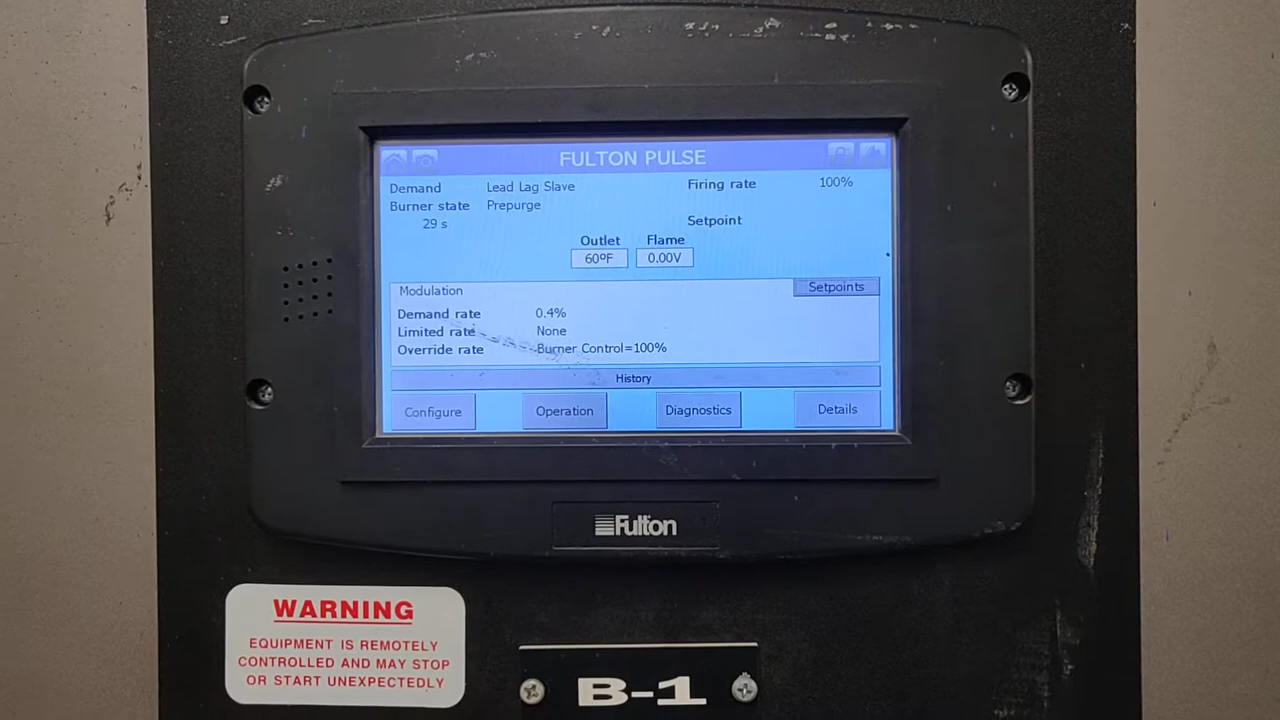 FULTON PULSE
Demand Lead Lag Slave Firing rate 100%
Burner state Prepurge
29 s Setpoint
Outlet Flame
60ºF 0.00V
Modulation Setpoints
Demand rate 0.4%
Limited rate None
Override rate Burner Control=100%
History
Configure Operation Diagnostics Details
Fulton
WARNING
EQUIPMENT IS REMOTELY
CONTROLLED AND MAY STOP
OR START UNEXPECTEDLY
B-1